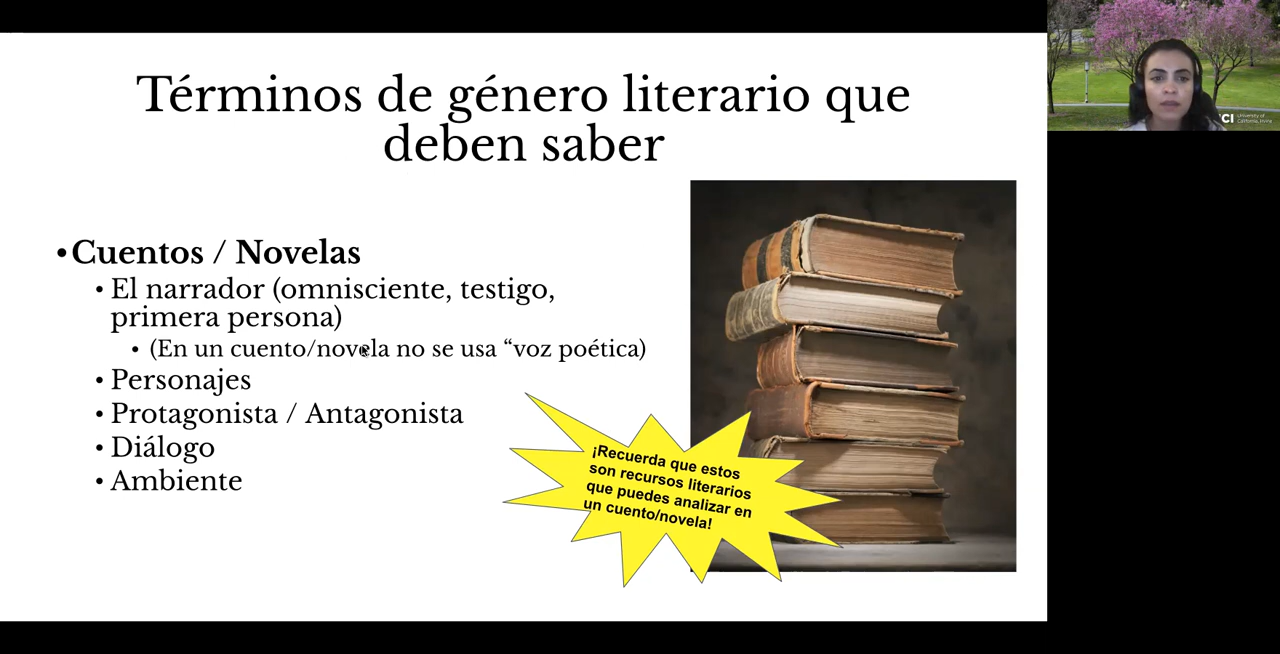 Términos de género literario que
deben saber
•Cuentos / Novelas
• El narrador (omnisciente, testigo,
primera persona)
• (En un cuento/novela no se usa “voz poética)
• Personajes
• Protagonista / Antagonista
• Diálogo
• Ambiente
¡Recuerda que estos
son recursos literarios
que puedes analizar en
un cuento/novela!
CI University of
California, Irvine